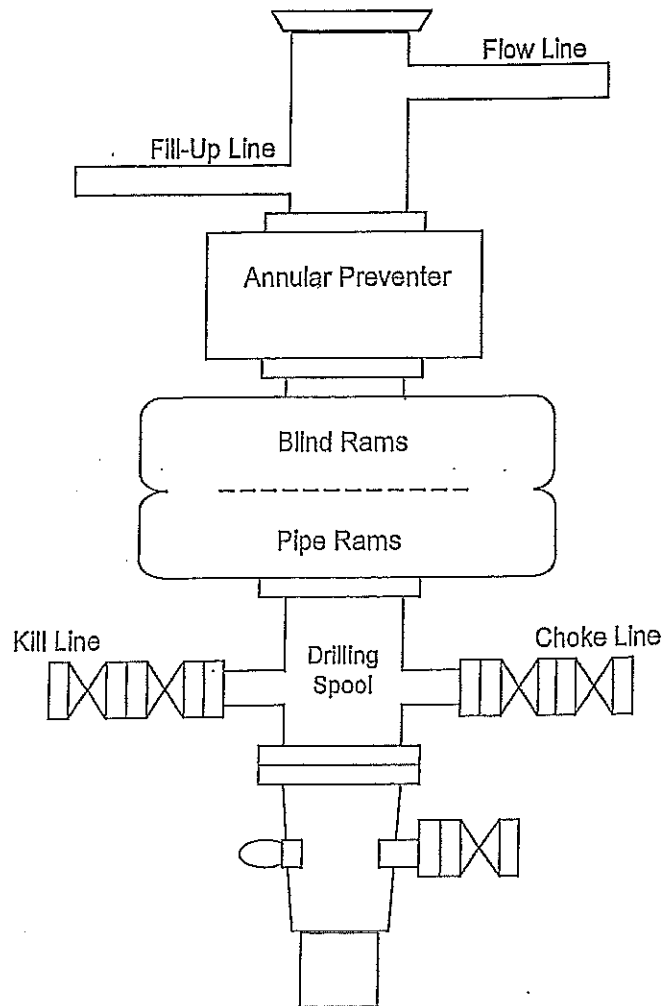 Flow Line
Fill-Up Line
Annular Preventer
Blind Rams
Pipe Rams
Kill Line
Choke Line
Drilling
Spool